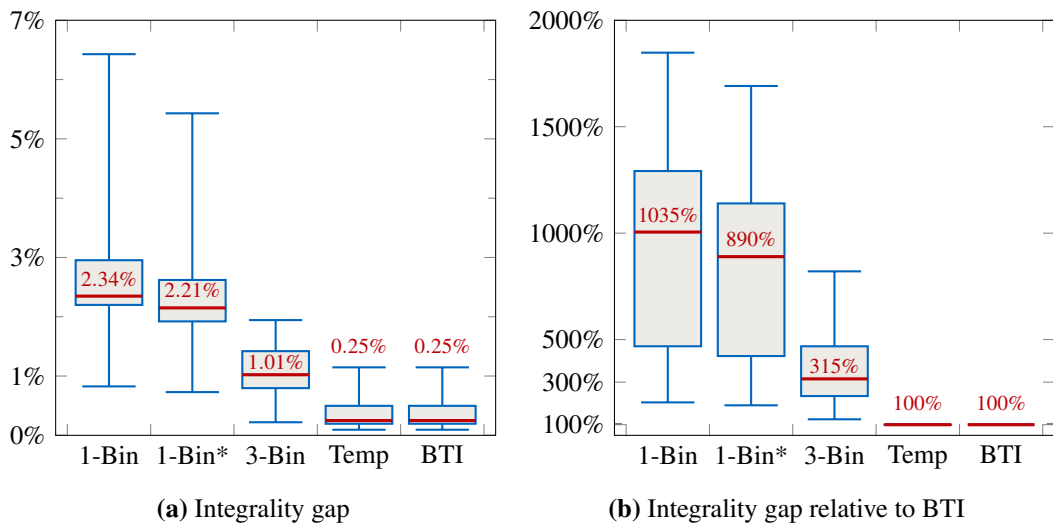 7%
5%
3%
1%
0%
2.34%
2.21%
1.01%
0.25%
0.25%
1-Bin
1-Bin*
3-Bin
Temp
BTI
(a) Integrality gap
2000%
1500%
1000%
500%
300%
100%
1035%
890%
315%
100%
100%
1-Bin
1-Bin*
3-Bin
Temp
BTI
(b) Integrality gap relative to BTI